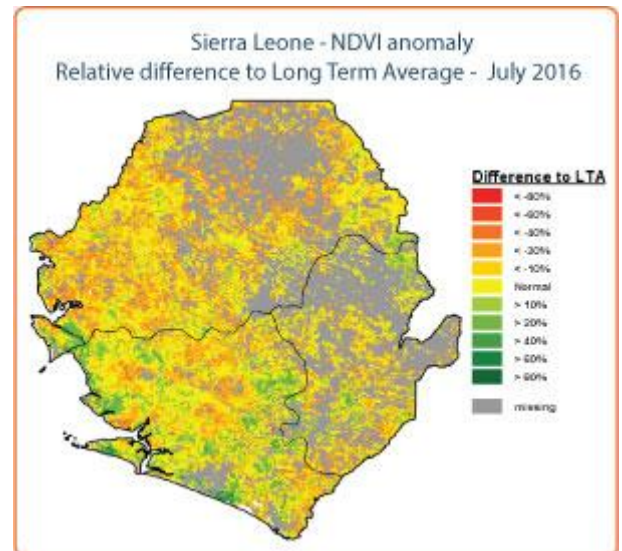 Sierra Leone - NDVI anomaly
Relative difference to Long Term Average - July 2016
Difference to LTA
< -80%
< -60%
< -40%
< -20%
< -10%
Normal
> 10%
> 20%
> 40%
> 60%
> 80%
missing